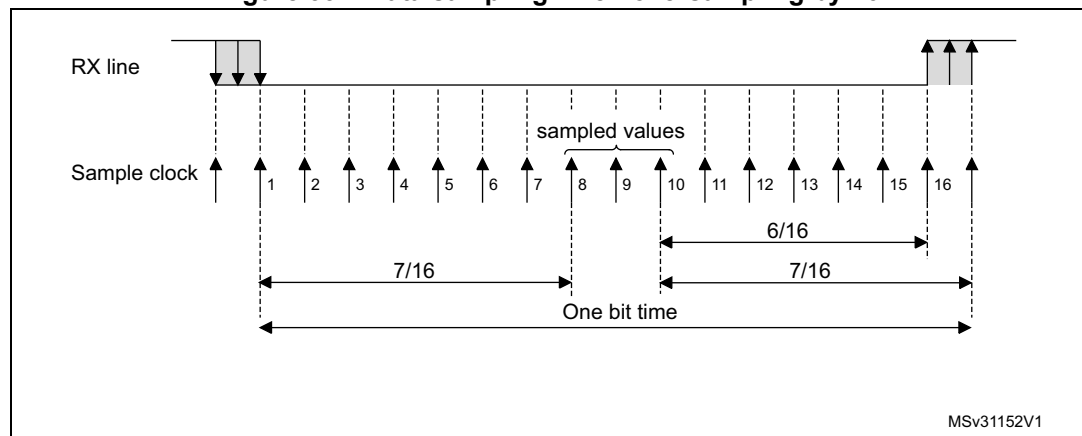 RX line
sampled values
Sample clock
1 2 3 4 5 6 7 8 9 10 11 12 13 14 15 16
6/16
7/16 7/16
One bit time
MSv31152V1